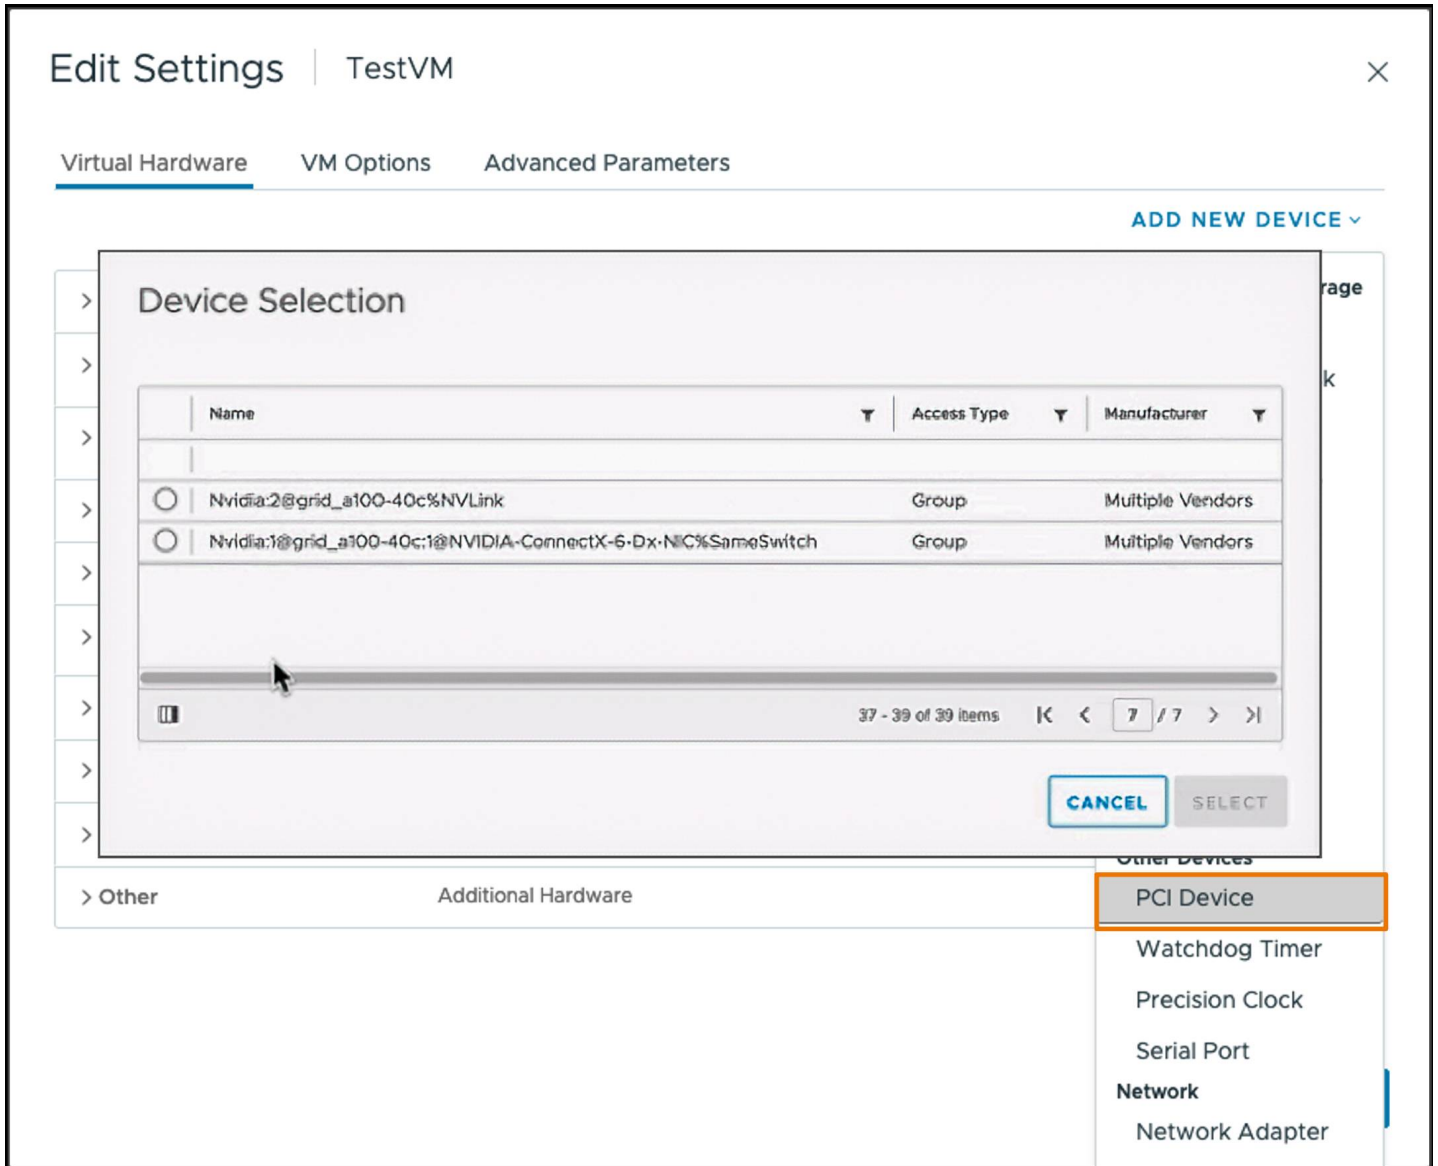 Edit Settings TestVM
Virtual Hardware VM Options Advanced Parameters
ADD NEW DEVICE
rage
Device Selection
k
Name Access Type Manufacturer
Nvidia:2@grid_a100-40c%NVLink Group Multiple Vendors
Nvidia:1@grid_a100-40c:1@NVIDIA-ConnectX-6-Dx-NIC%SameSwitch Group Multiple Vendors
37 - 39 of 39 items 7 / 7
CANCEL SELECT
Other Devices
Other Additional Hardware PCI Device
Watchdog Timer
Precision Clock
Serial Port
Network
Network Adapter